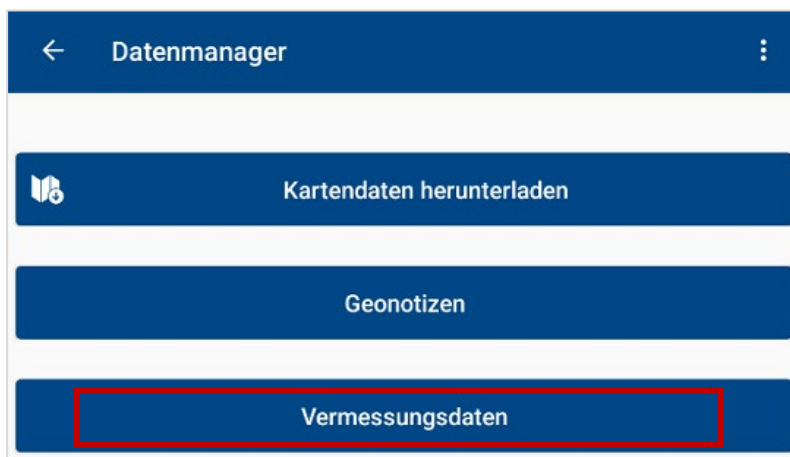 Datenmanager
Kartendaten herunterladen
Geonotizen
Vermessungsdaten